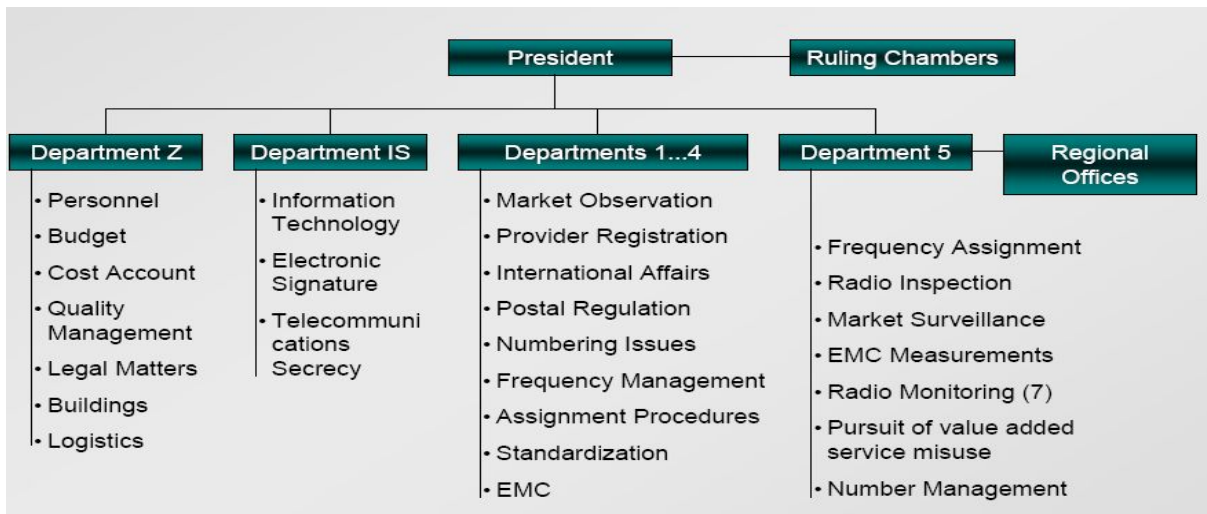 President
Ruling Chambers
Department Z
• Personnel
• Budget
• Cost Account
• Quality
Management
• Legal Matters
• Buildings
• Logistics
Department IS
• Information
Technology
• Electronic
Signature
• Telecommuni
cations
Secrecy
Departments 1...4
• Market Observation
• Provider Registration
• International Affairs
• Postal Regulation
• Numbering Issues
• Frequency Management
• Assignment Procedures
• Standardization
• EMC
Department 5
Regional
Offices
• Frequency Assignment
• Radio Inspection
• Market Surveillance
• EMC Measurements
• Radio Monitoring (7)
• Pursuit of value added
service misuse
• Number Management